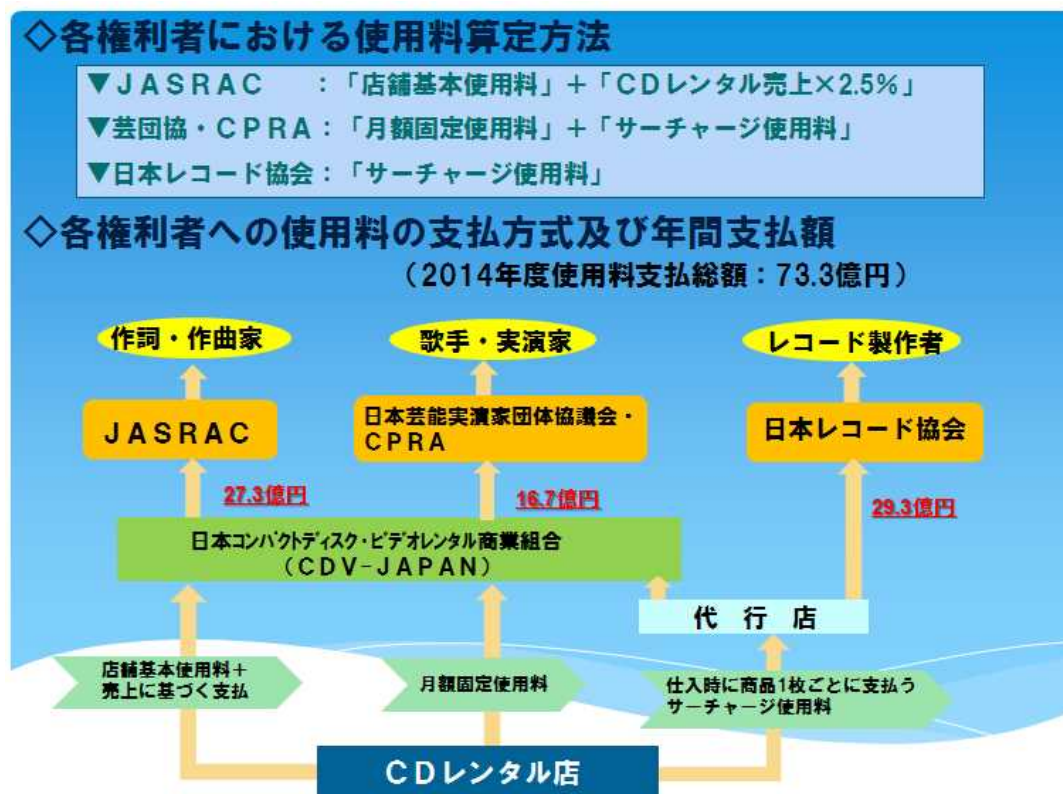 ◇各権利者における使用料算定方法
▼JASRAC　：「店舗基本使用料」＋「CDレンタル売上×2.5%」
▼芸団協・CPRA：「月額固定使用料」＋「サーチャージ使用料」
▼日本レコード協会：「サーチャージ使用料」
◇各権利者への使用料の支払方式及び年間支払額
（2014年度使用料支払総額：73.3億円）
作詞・作曲家
歌手・実演家
レコード製作者
JASRAC
日本芸能実演家団体協議会・
CPRA
日本レコード協会
27.3億円
16.7億円
29.3億円
日本コンパクトディスク・ビデオレンタル商業組合
（CDV-JAPAN）
代行店
店舗基本使用料＋
売上に基づく支払
月額固定使用料
仕入時に商品1枚ごとに支払う
サーチャージ使用料
CDレンタル店